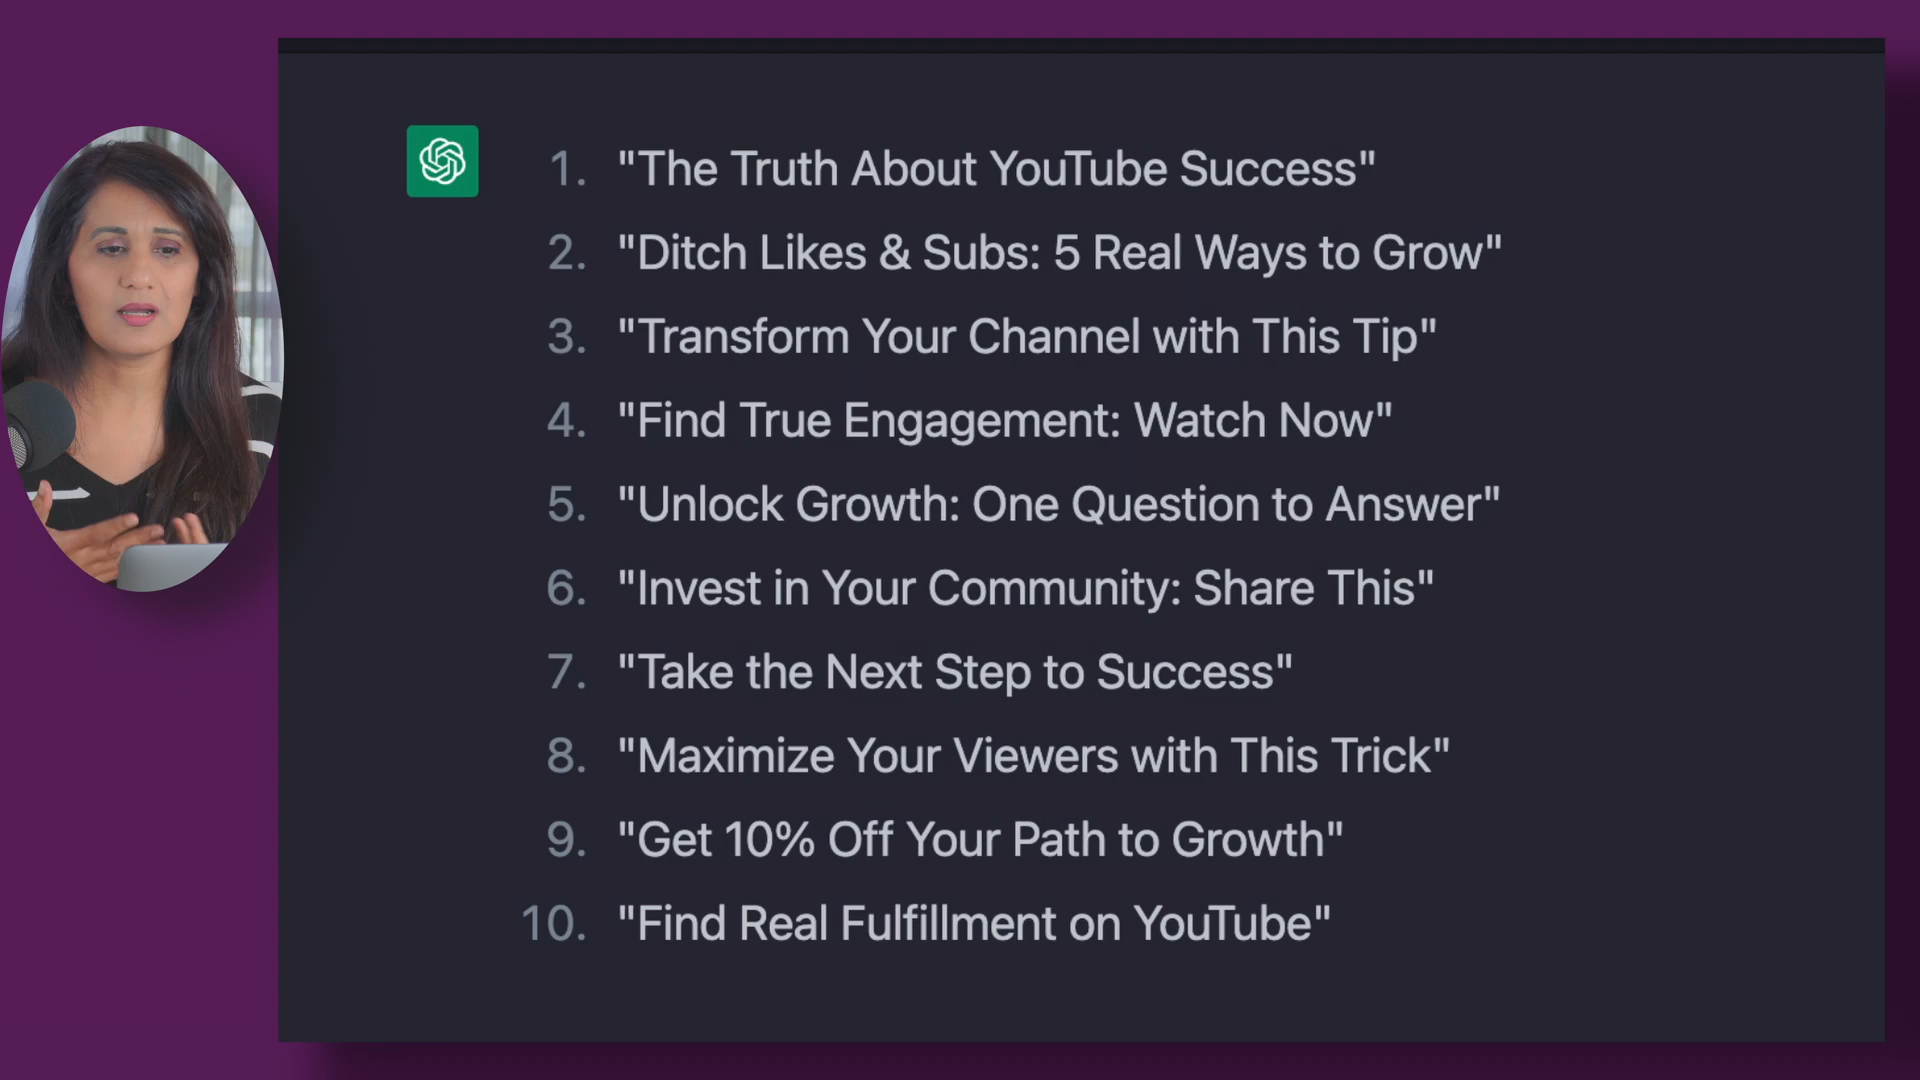 1. "The Truth About YouTube Success"
2. "Ditch Likes & Subs: 5 Real Ways to Grow"
3. "Transform Your Channel with This Tip"
4. "Find True Engagement: Watch Now"
5. "Unlock Growth: One Question to Answer"
6. "Invest in Your Community: Share This"
7. "Take the Next Step to Success"
8. "Maximize Your Viewers with This Trick"
9. "Get 10% Off Your Path to Growth"
10. "Find Real Fulfillment on YouTube"